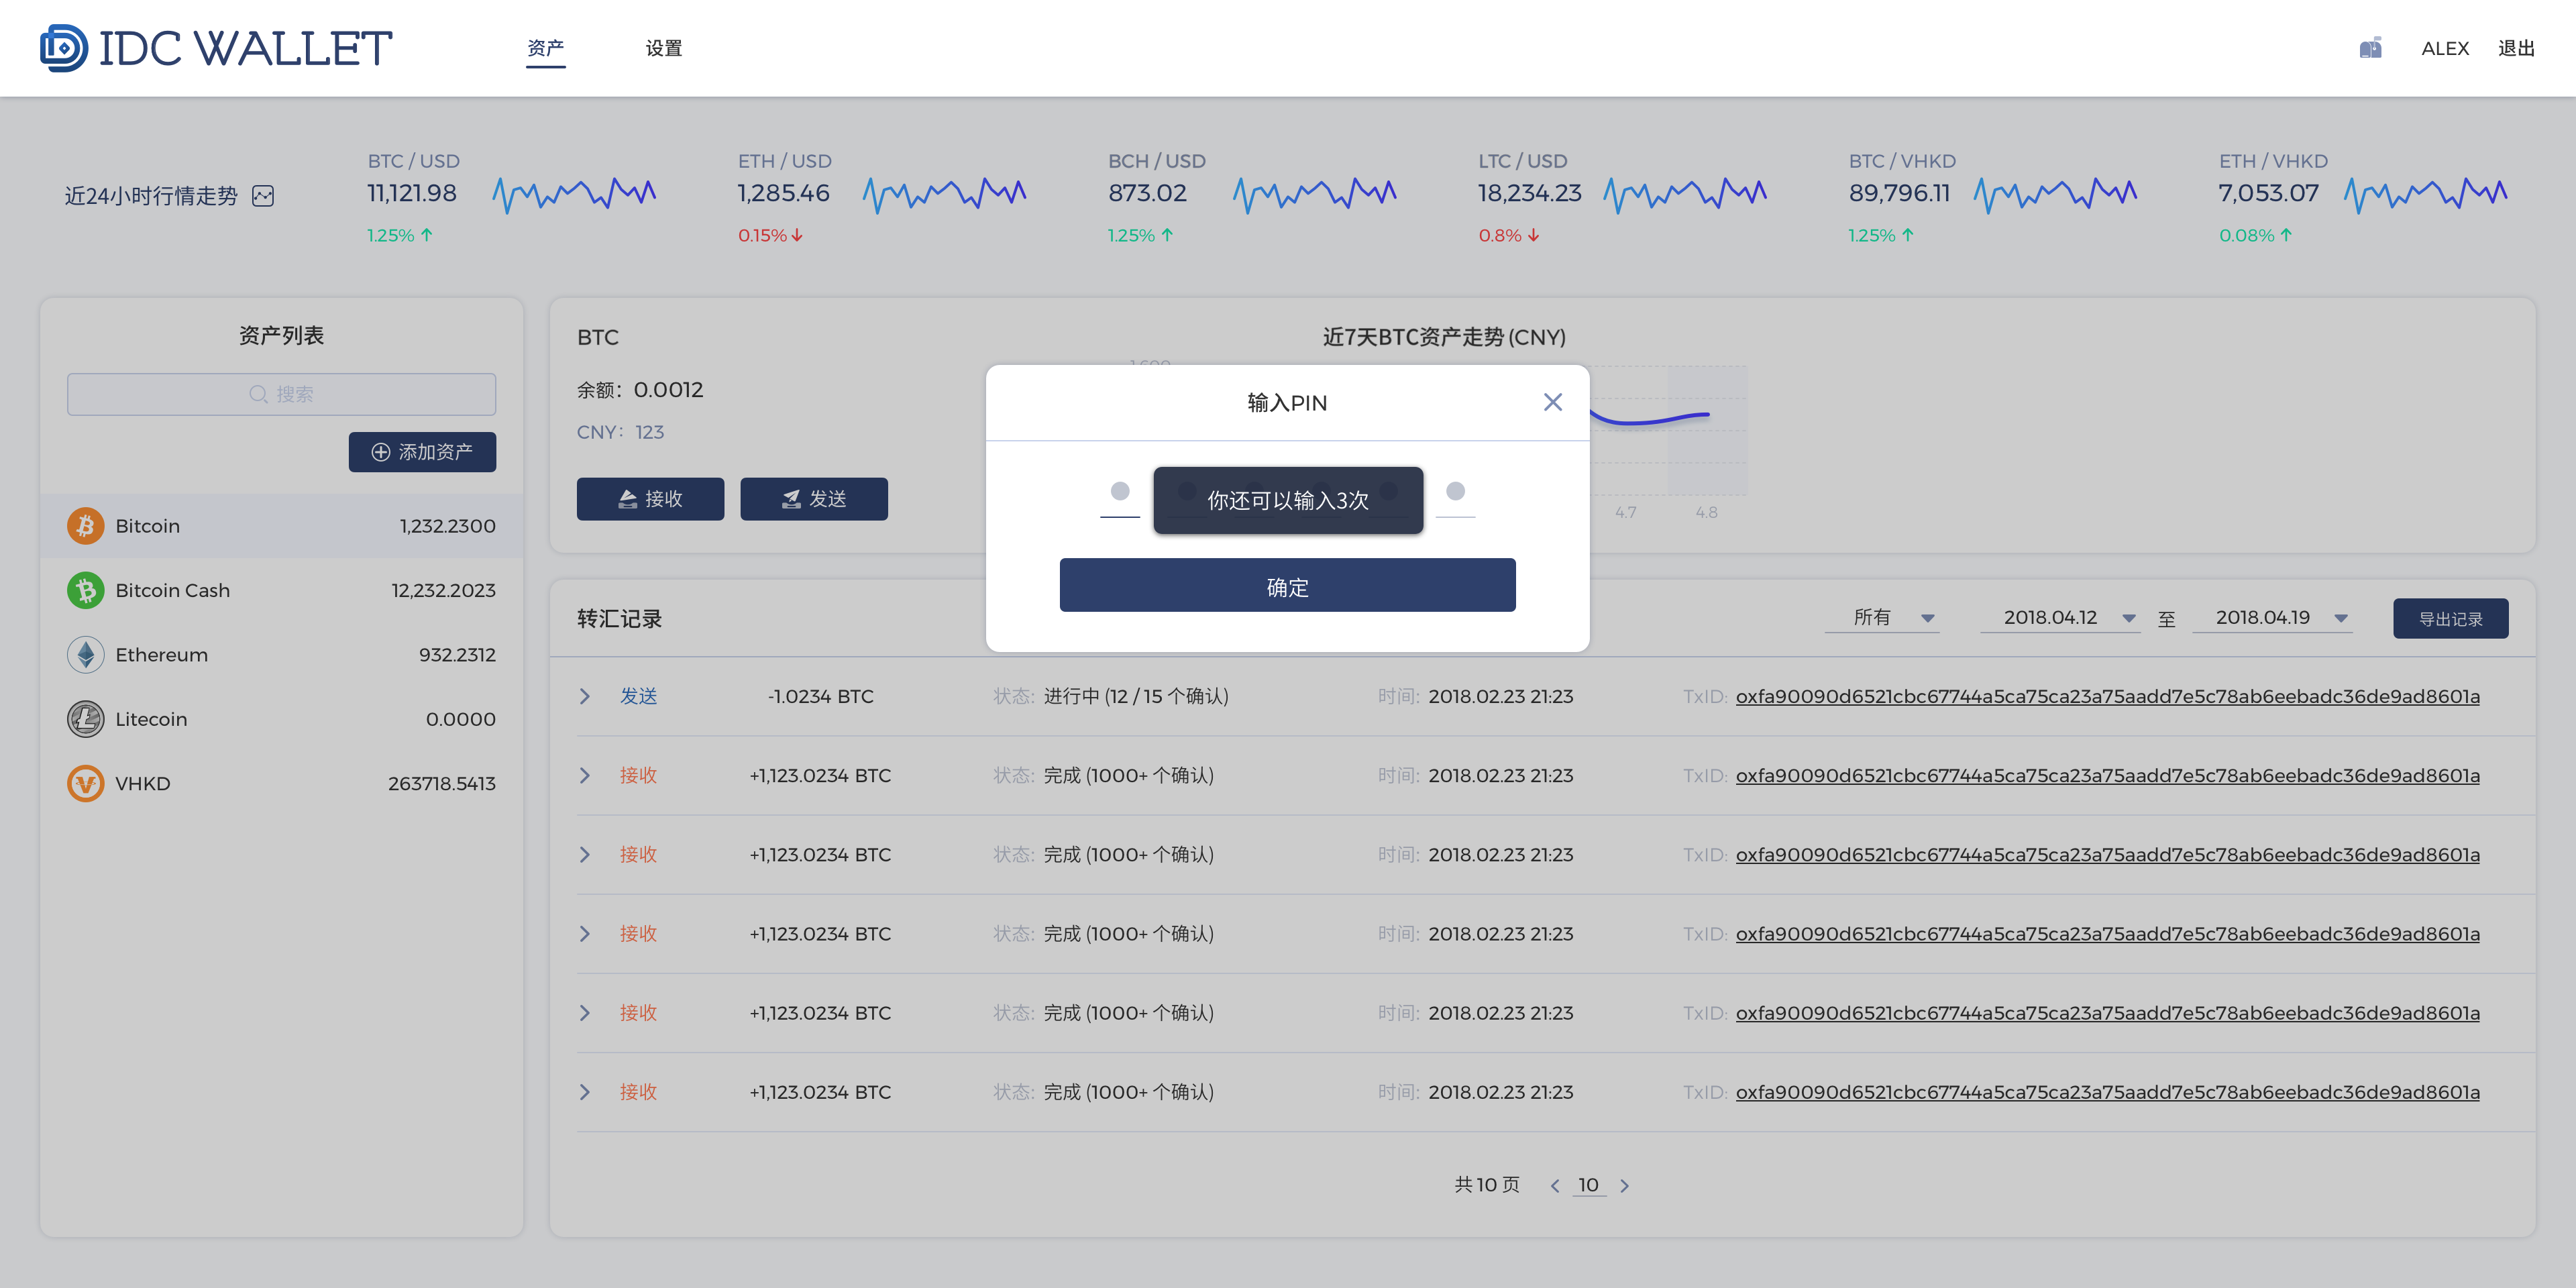 IDC WALLET
资产
设置
ALEX
退出
近24小时行情走势
BTC / USD
11,121.98
1.25%
ETH / USD
1,285.46
0.15%
BCH / USD
873.02
1.25%
LTC / USD
18,234.23
0.8%
BTC / VHKD
89,796.11
1.25%
ETH / VHKD
7,053.07
0.08%
资产列表
搜索
添加资产
Bitcoin 1,232.2300
Bitcoin Cash 12,232.2023
Ethereum 932.2312
Litecoin 0.0000
VHKD 263718.5413
BTC
余额：0.0012
CNY：123
接收
发送
近7天BTC资产走势 (CNY)
4.7
4.8
输入PIN
你还可以输入3次
确定
转汇记录
所有
2018.04.12
至
2018.04.19
导出记录
发送 -1.0234 BTC 状态: 进行中 (12 / 15 个确认) 时间: 2018.02.23 21:23 TxID: oxfa90090d6521cbc67744a5ca75ca23a75aadd7e5c78ab6eebadc36de9ad8601a
接收 +1,123.0234 BTC 状态: 完成 (1000+ 个确认) 时间: 2018.02.23 21:23 TxID: oxfa90090d6521cbc67744a5ca75ca23a75aadd7e5c78ab6eebadc36de9ad8601a
接收 +1,123.0234 BTC 状态: 完成 (1000+ 个确认) 时间: 2018.02.23 21:23 TxID: oxfa90090d6521cbc67744a5ca75ca23a75aadd7e5c78ab6eebadc36de9ad8601a
接收 +1,123.0234 BTC 状态: 完成 (1000+ 个确认) 时间: 2018.02.23 21:23 TxID: oxfa90090d6521cbc67744a5ca75ca23a75aadd7e5c78ab6eebadc36de9ad8601a
接收 +1,123.0234 BTC 状态: 完成 (1000+ 个确认) 时间: 2018.02.23 21:23 TxID: oxfa90090d6521cbc67744a5ca75ca23a75aadd7e5c78ab6eebadc36de9ad8601a
接收 +1,123.0234 BTC 状态: 完成 (1000+ 个确认) 时间: 2018.02.23 21:23 TxID: oxfa90090d6521cbc67744a5ca75ca23a75aadd7e5c78ab6eebadc36de9ad8601a
共 10 页
10